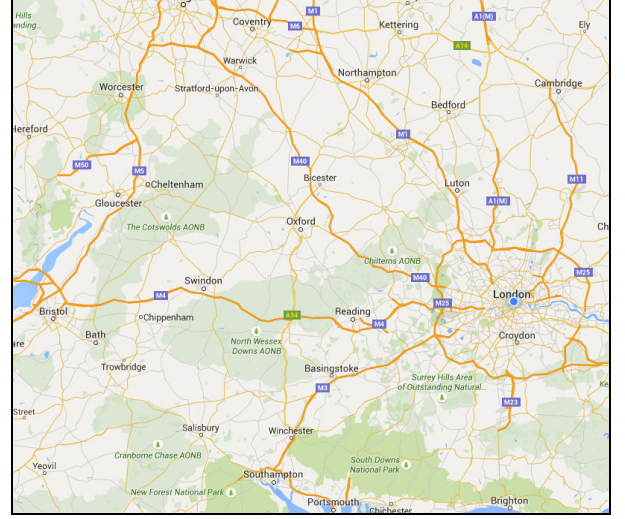 Hills
anding...
Coventry
M1
M6
Kettering
A1(M)
Ely
A14
Warwick
Northampton
Worcester
Stratford-upon-Avon
Cambridge
Bedford
Hereford
M1
M50
M5
M40
Bicester
Cheltenham
Luton
M11
Gloucester
A1(M)
The Cotswolds AONB
Oxford
Ch
Chilterns AONB
M25
Swindon
M40
M4
London
M25
Bristol
Chippenham
A34
Reading
M4
Bath
North Wessex
Downs AONB
Croydon
Trowbridge
Basingstoke
Surrey Hills Area
of Outstanding Natural...
Ke
M3
M23
Street
Salisbury
Winchester
Cranborne Chase AONB
South Downs
National Park
Yeovil
Southampton
New Forest National Park
Portsmouth
Chichester
Brighton